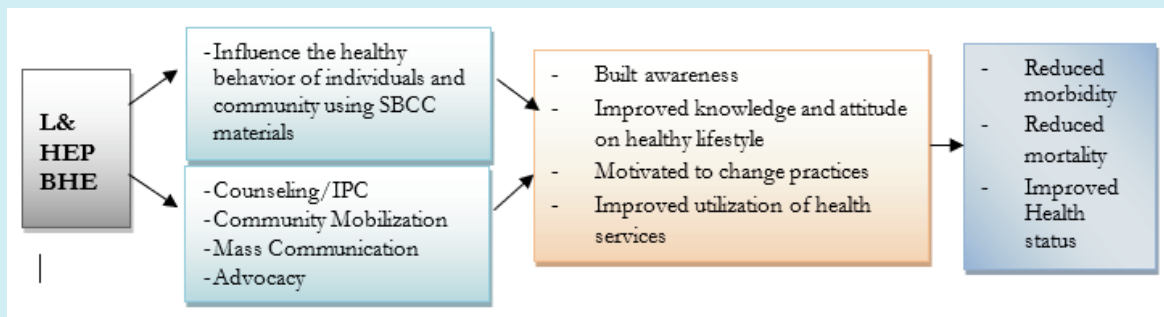 L&
HEP
BHE
-Influence the healthy
behavior of individuals and
community using SBCC
materials
-Counseling/IPC
-Community Mobilization
-Mass Communication
-Advocacy
- Built awareness
- Improved knowledge and attitude
on healthy lifestyle
- Motivated to change practices
- Improved utilization of health
services
- Reduced
morbidity
- Reduced
mortality
- Improved
Health
status